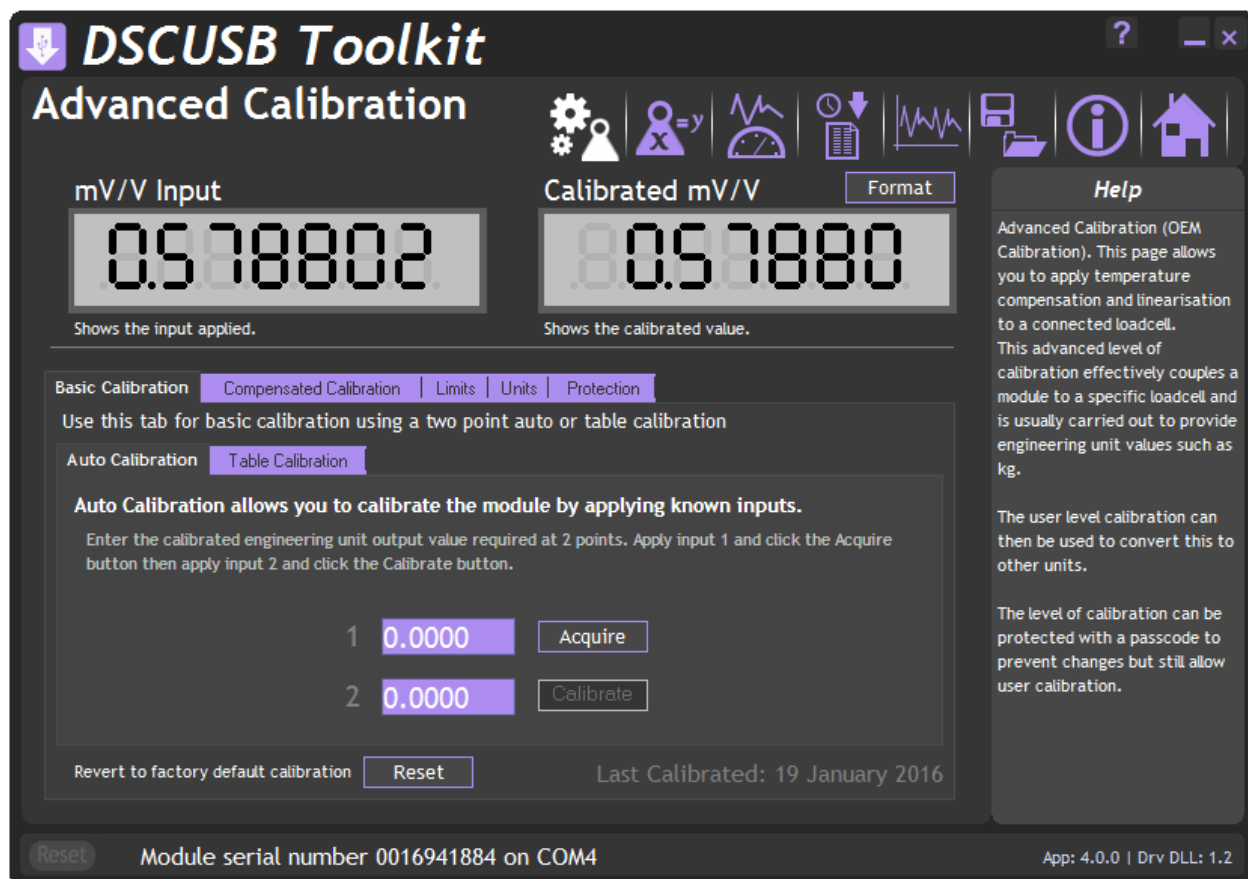 DSCUSB Toolkit
?
Advanced Calibration
x
=y
i
mV/V Input
Calibrated mV/V
Format
0.578802
0.57880
Shows the input applied.
Shows the calibrated value.
Basic Calibration
Compensated Calibration
Limits
Units
Protection
Use this tab for basic calibration using a two point auto or table calibration
Auto Calibration
Table Calibration
Auto Calibration allows you to calibrate the module by applying known inputs.
Enter the calibrated engineering unit output value required at 2 points. Apply input 1 and click the Acquire
button then apply input 2 and click the Calibrate button.
1
0.0000
Acquire
2
0.0000
Calibrate
Revert to factory default calibration
Reset
Last Calibrated: 19 January 2016
Help
Advanced Calibration (OEM
Calibration). This page allows
you to apply temperature
compensation and linearisation
to a connected loadcell.
This advanced level of
calibration effectively couples a
module to a specific loadcell and
is usually carried out to provide
engineering unit values such as
kg.
The user level calibration can
then be used to convert this to
other units.
The level of calibration can be
protected with a passcode to
prevent changes but still allow
user calibration.
Reset
Module serial number 0016941884 on COM4
App: 4.0.0 | Drv DLL: 1.2